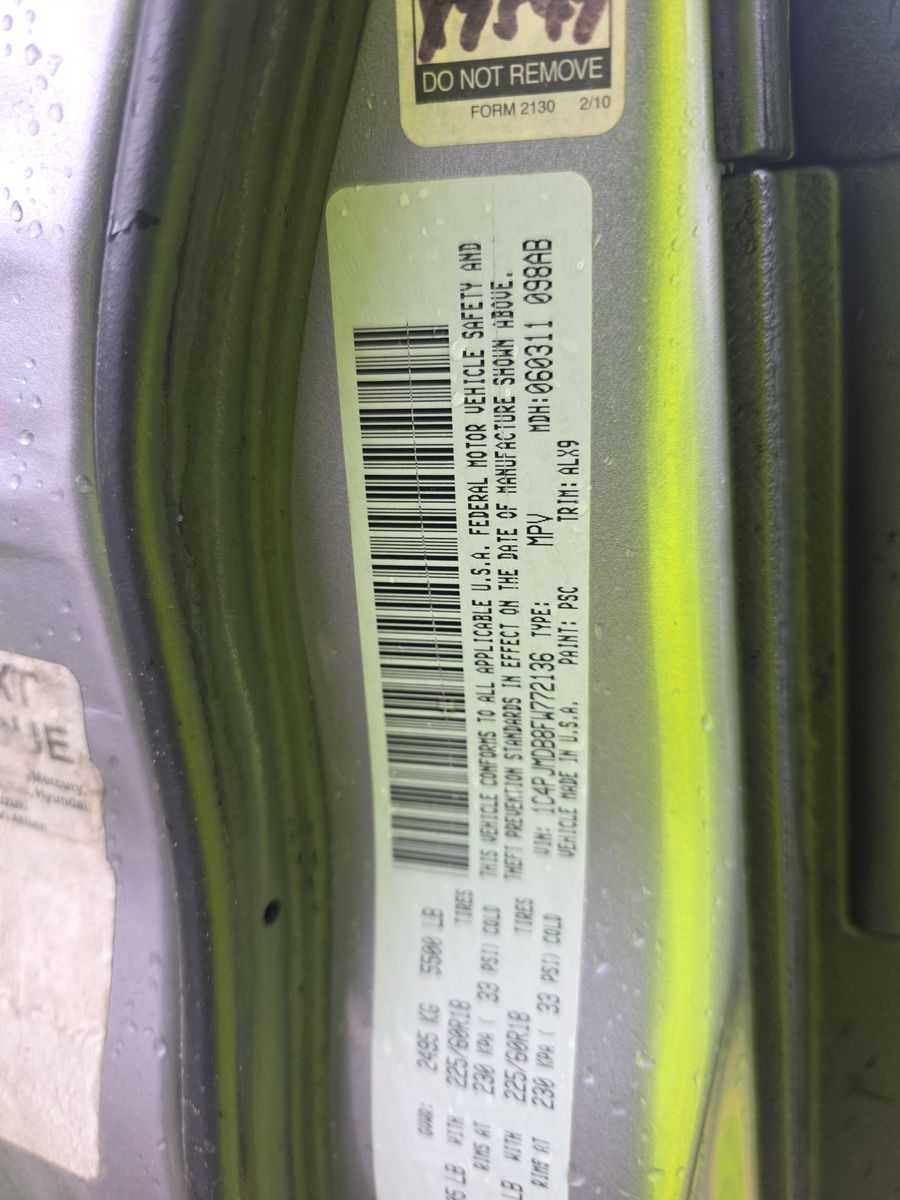 DO NOT REMOVE
FORM 2130 2/10
GVWR: 2495 KG 5500 LB
LB WITH 225/60R18 TIRES
RIMS AT 230 KPA ( 33 PSI) COLD
LB WITH 225/60R18 TIRES
RIMS AT 230 KPA ( 33 PSI) COLD
THIS VEHICLE CONFORMS TO ALL APPLICABLE U.S.A. FEDERAL MOTOR VEHICLE SAFETY AND
THEFT PREVENTION STANDARDS IN EFFECT ON THE DATE OF MANUFACTURE SHOWN ABOVE.
VIN: 1C4PJMDB8FW772136 TYPE: MPV MDH:060311 098AB
VEHICLE MADE IN U.S.A. PAINT: PSC TRIM: ALX9
Mercury,
Hyundai